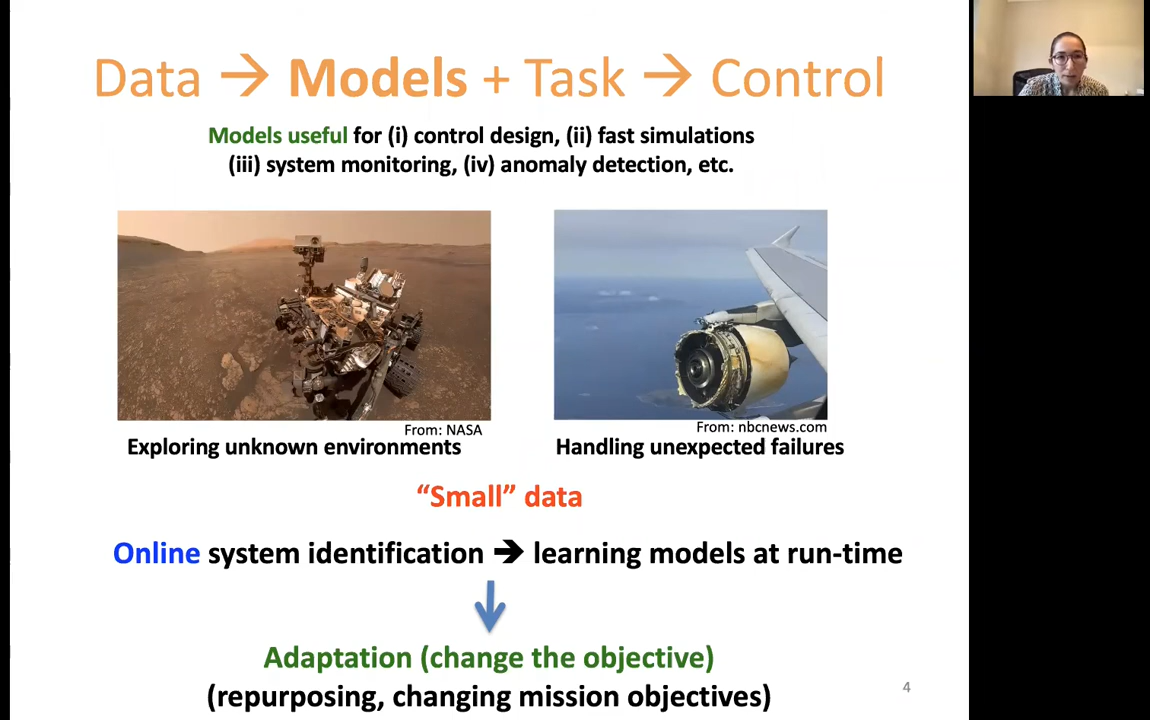 Data → Models + Task → Control
Models useful for (i) control design, (ii) fast simulations
(iii) system monitoring, (iv) anomaly detection, etc.
From: NASA
From: nbcnews.com
Exploring unknown environments
Handling unexpected failures
“Small” data
Online system identification → learning models at run-time
Adaptation (change the objective)
(repurposing, changing mission objectives)
4